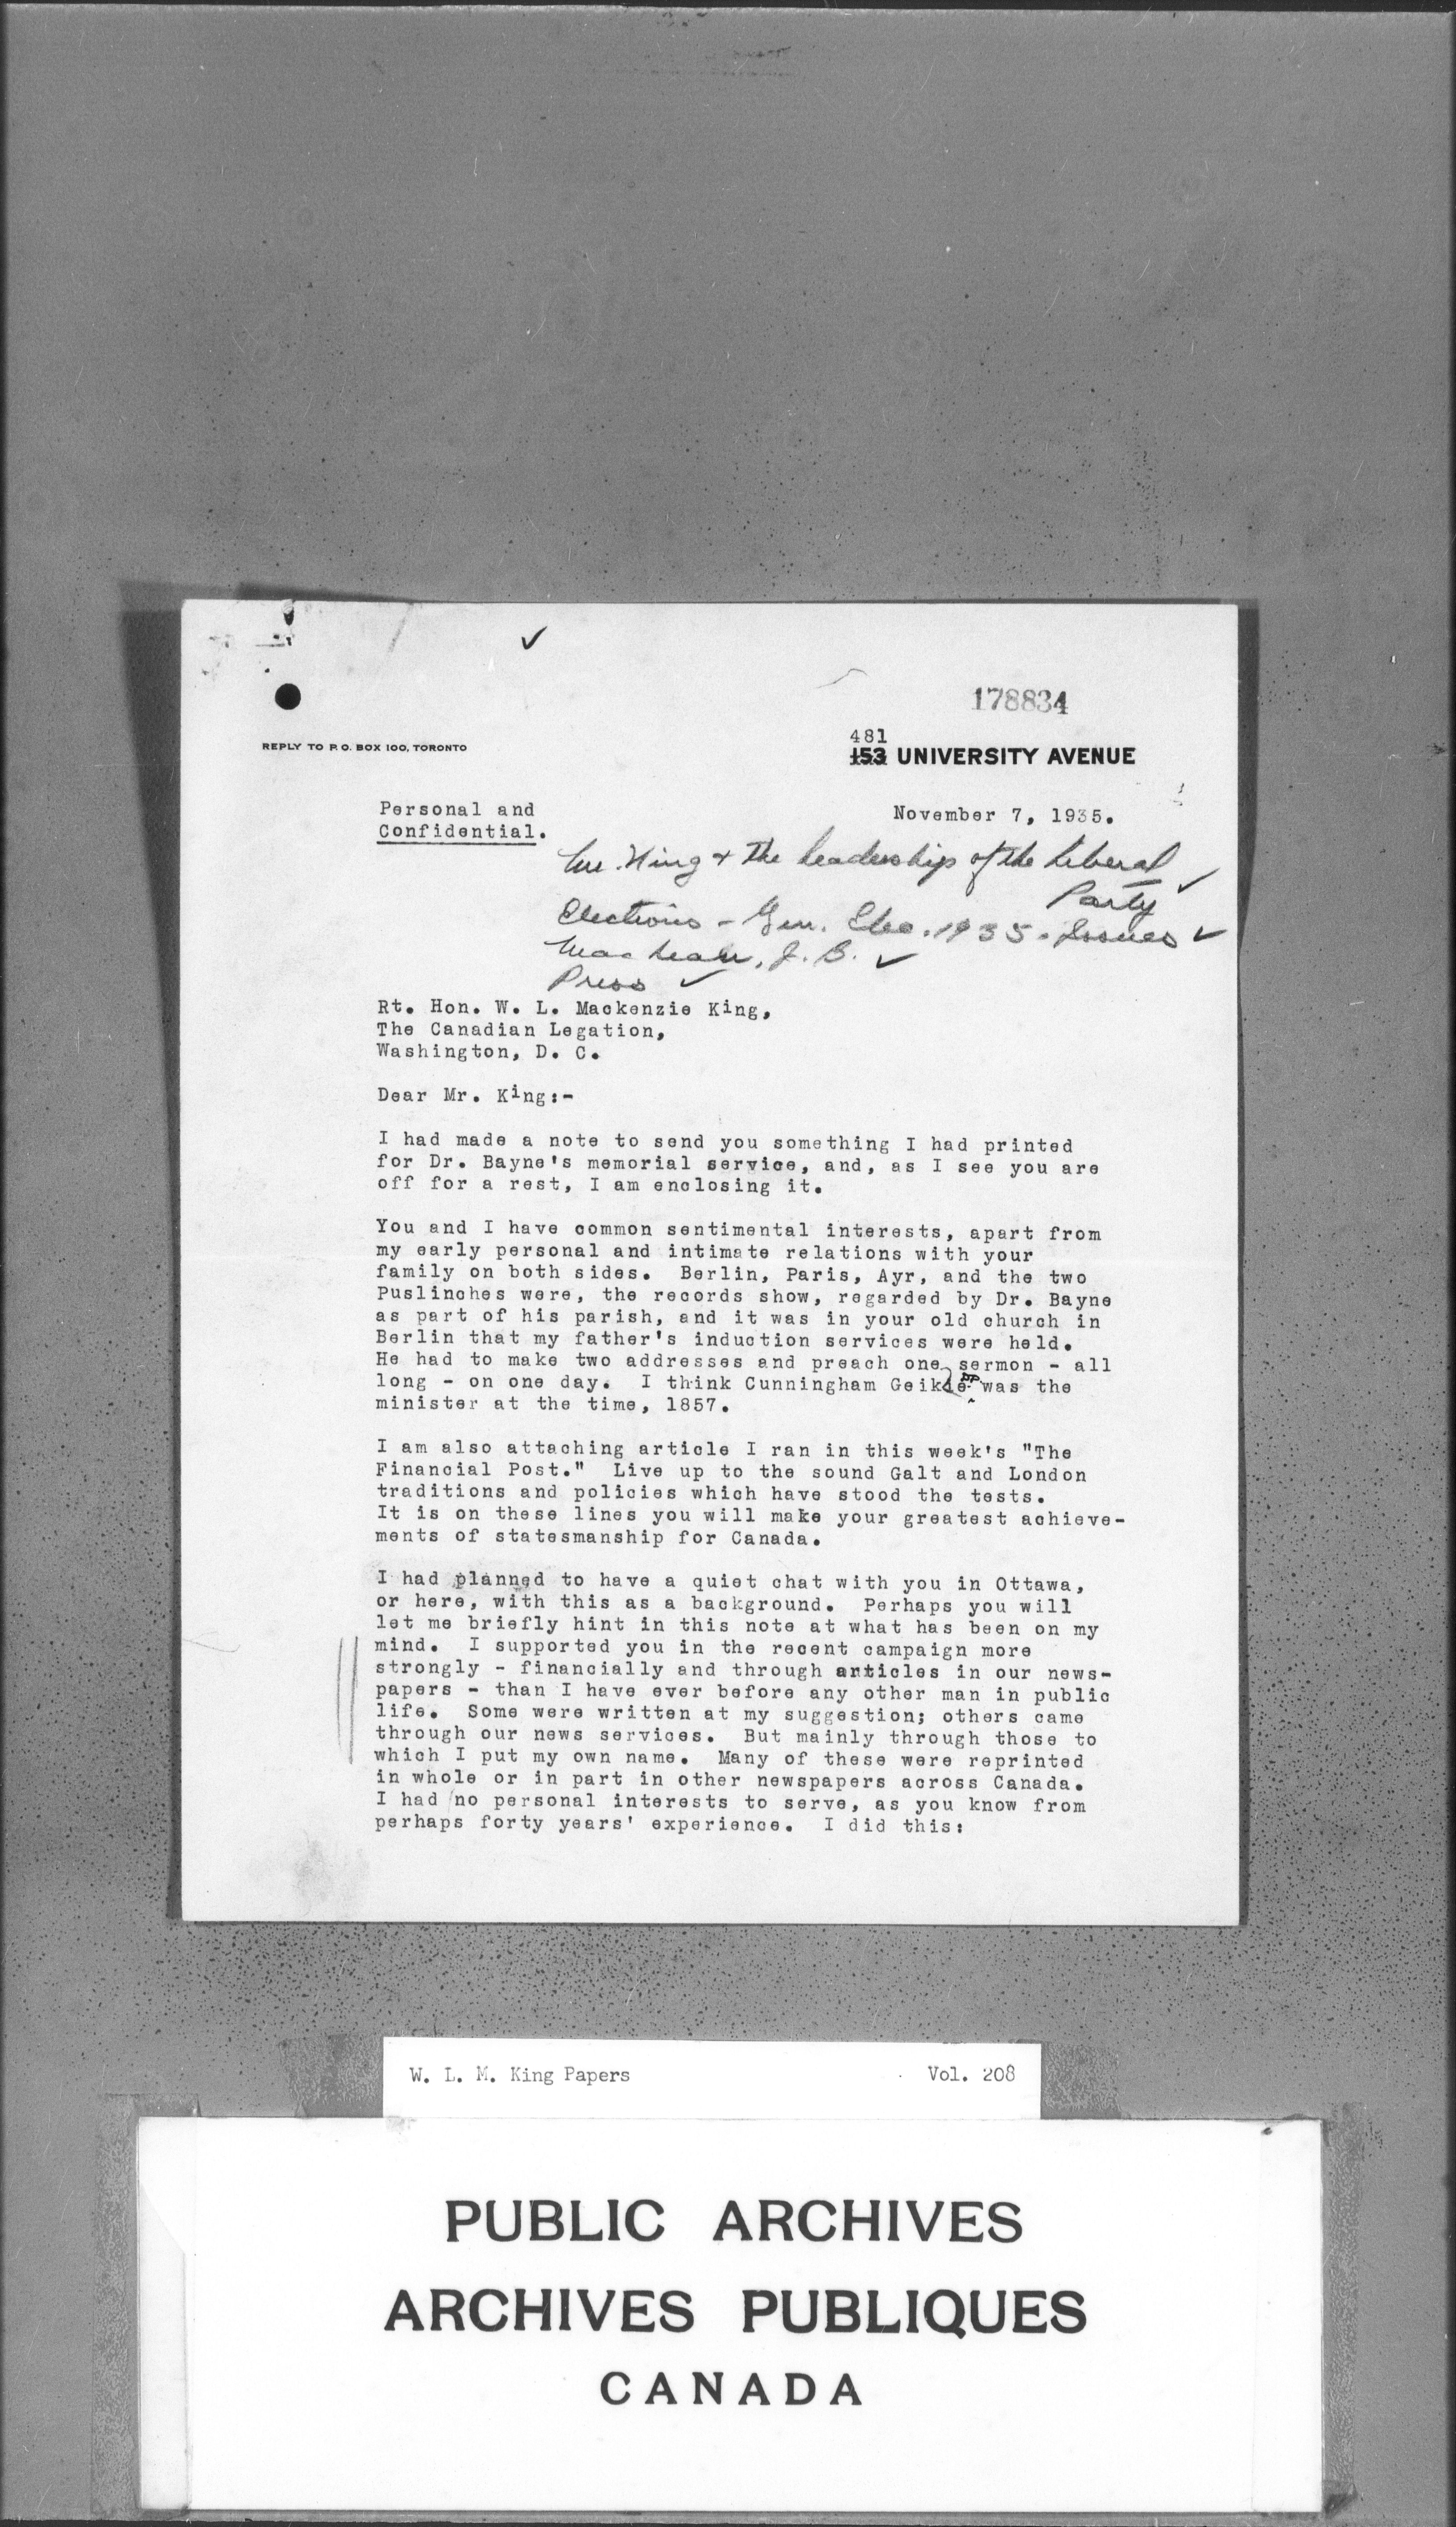 178834
REPLY TO P. O. BOX 100, TORONTO
481
153 UNIVERSITY AVENUE
Personal and
Confidential.
November 7, 1935.
Mr. King + the leadership of the Liberal
Party
Elections - Gen. Elec. 1935 - Issues
MacLean, J. B.
Press
Rt. Hon. W. L. Mackenzie King,
The Canadian Legation,
Washington, D. C.
Dear Mr. King:-
I had made a note to send you something I had printed
for Dr. Bayne's memorial service, and, as I see you are
off for a rest, I am enclosing it.
You and I have common sentimental interests, apart from
my early personal and intimate relations with your
family on both sides. Berlin, Paris, Ayr, and the two
Puslinches were, the records show, regarded by Dr. Bayne
as part of his parish, and it was in your old church in
Berlin that my father's induction services were held.
He had to make two addresses and preach one sermon - all
long - on one day. I think Cunningham Geikie was the
minister at the time, 1857.
I am also attaching article I ran in this week's "The
Financial Post." Live up to the sound Galt and London
traditions and policies which have stood the tests.
It is on these lines you will make your greatest achieve-
ments of statesmanship for Canada.
I had planned to have a quiet chat with you in Ottawa,
or here, with this as a background. Perhaps you will
let me briefly hint in this note at what has been on my
mind. I supported you in the recent campaign more
strongly - financially and through articles in our news-
papers - than I have ever before any other man in public
life. Some were written at my suggestion; others came
through our news services. But mainly through those to
which I put my own name. Many of these were reprinted
in whole or in part in other newspapers across Canada.
I had no personal interests to serve, as you know from
perhaps forty years' experience. I did this:
W. L. M. King Papers Vol. 208
PUBLIC ARCHIVES
ARCHIVES PUBLIQUES
CANADA